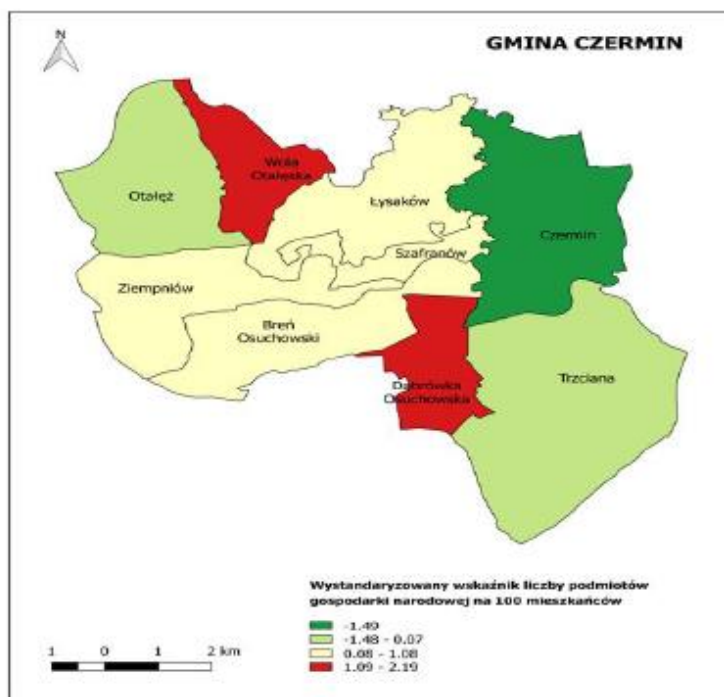 N
GMINA CZERMIN
Wola
Otałęska
Otałęż
Łysaków
Czermin
Szafranów
Ziempniów
Breń
Osuchowski
Trzciana
Dąbrówka
Osuchowska
Wystandaryzowany wskaźnik liczby podmiotów
gospodarki narodowej na 100 mieszkańców
-1.49
-1.48 - 0.07
0.08 - 1.08
1.09 - 2.19
1 0 1 2 km